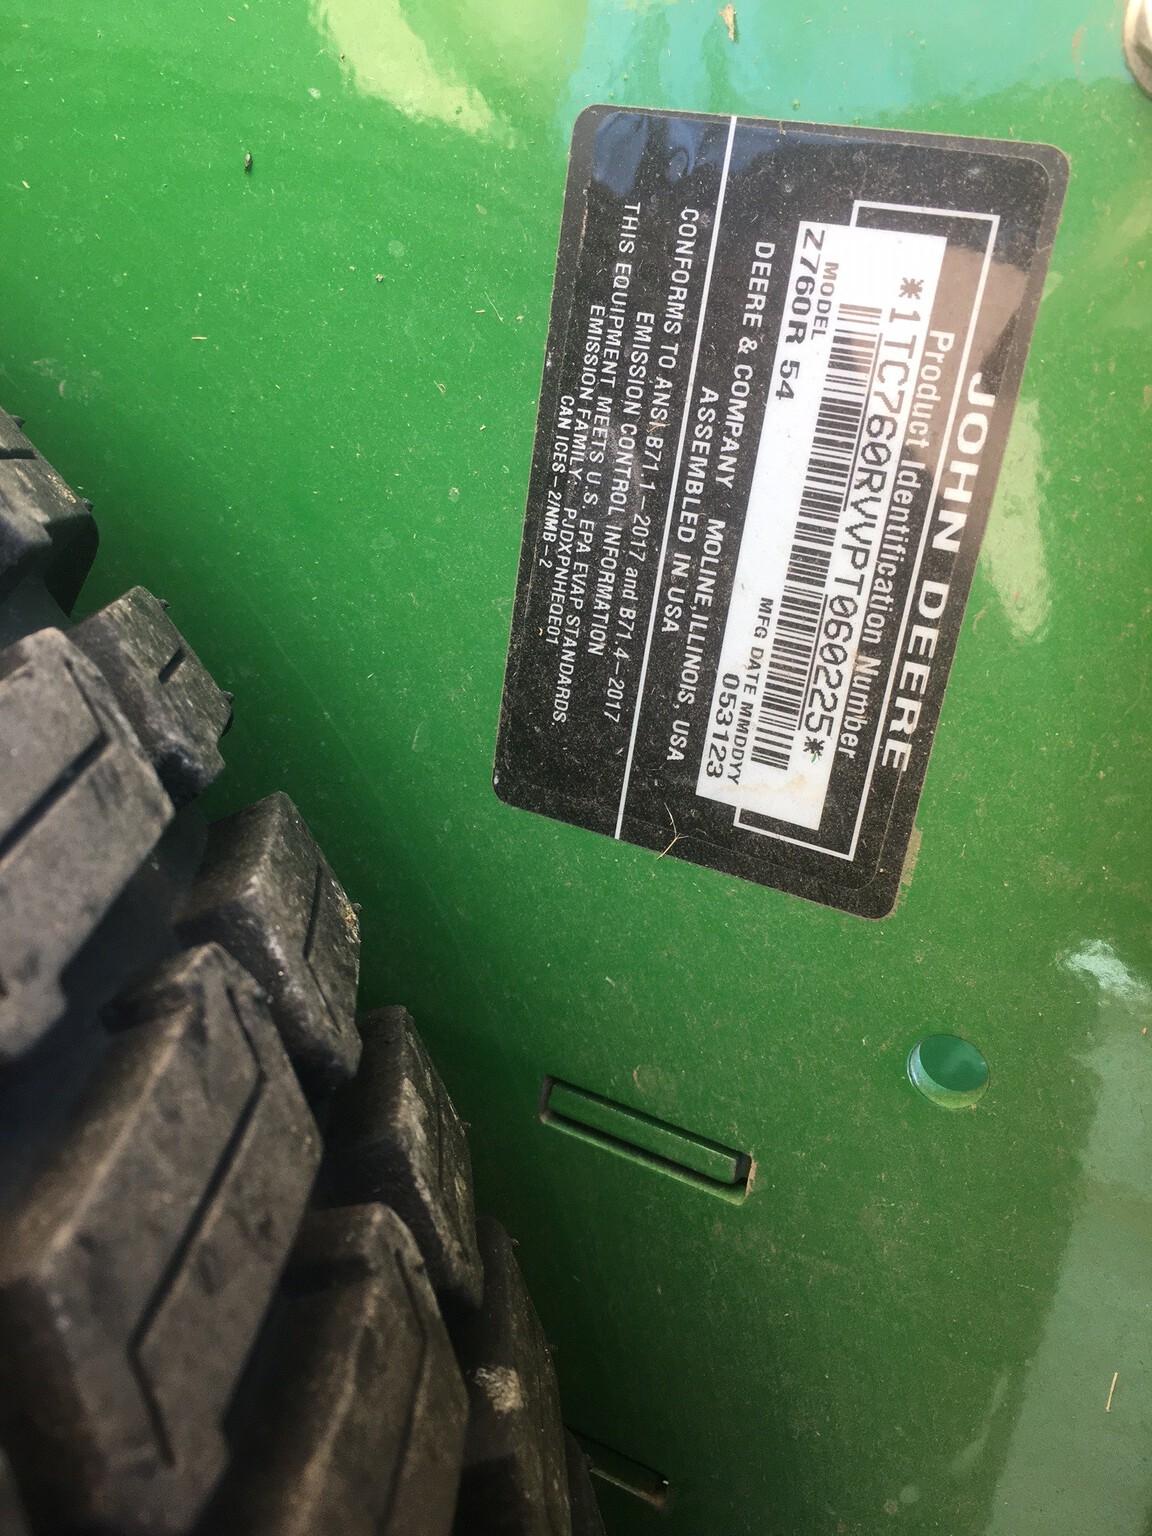 JOHN DEERE
Product Identification Number
*1TC760RVVPT060225*
MODEL
Z760R 54
MFG DATE MMDDYY
053123
DEERE & COMPANY MOLINE, ILLINOIS, USA
ASSEMBLED IN USA
CONFORMS TO ANSI B71.1-2017 and B71.4-2017
EMISSION CONTROL INFORMATION
THIS EQUIPMENT MEETS U.S. EPA EVAP STANDARDS
EMISSION FAMILY: PJDXPNHEQE01
CAN ICES-2/NMB-2